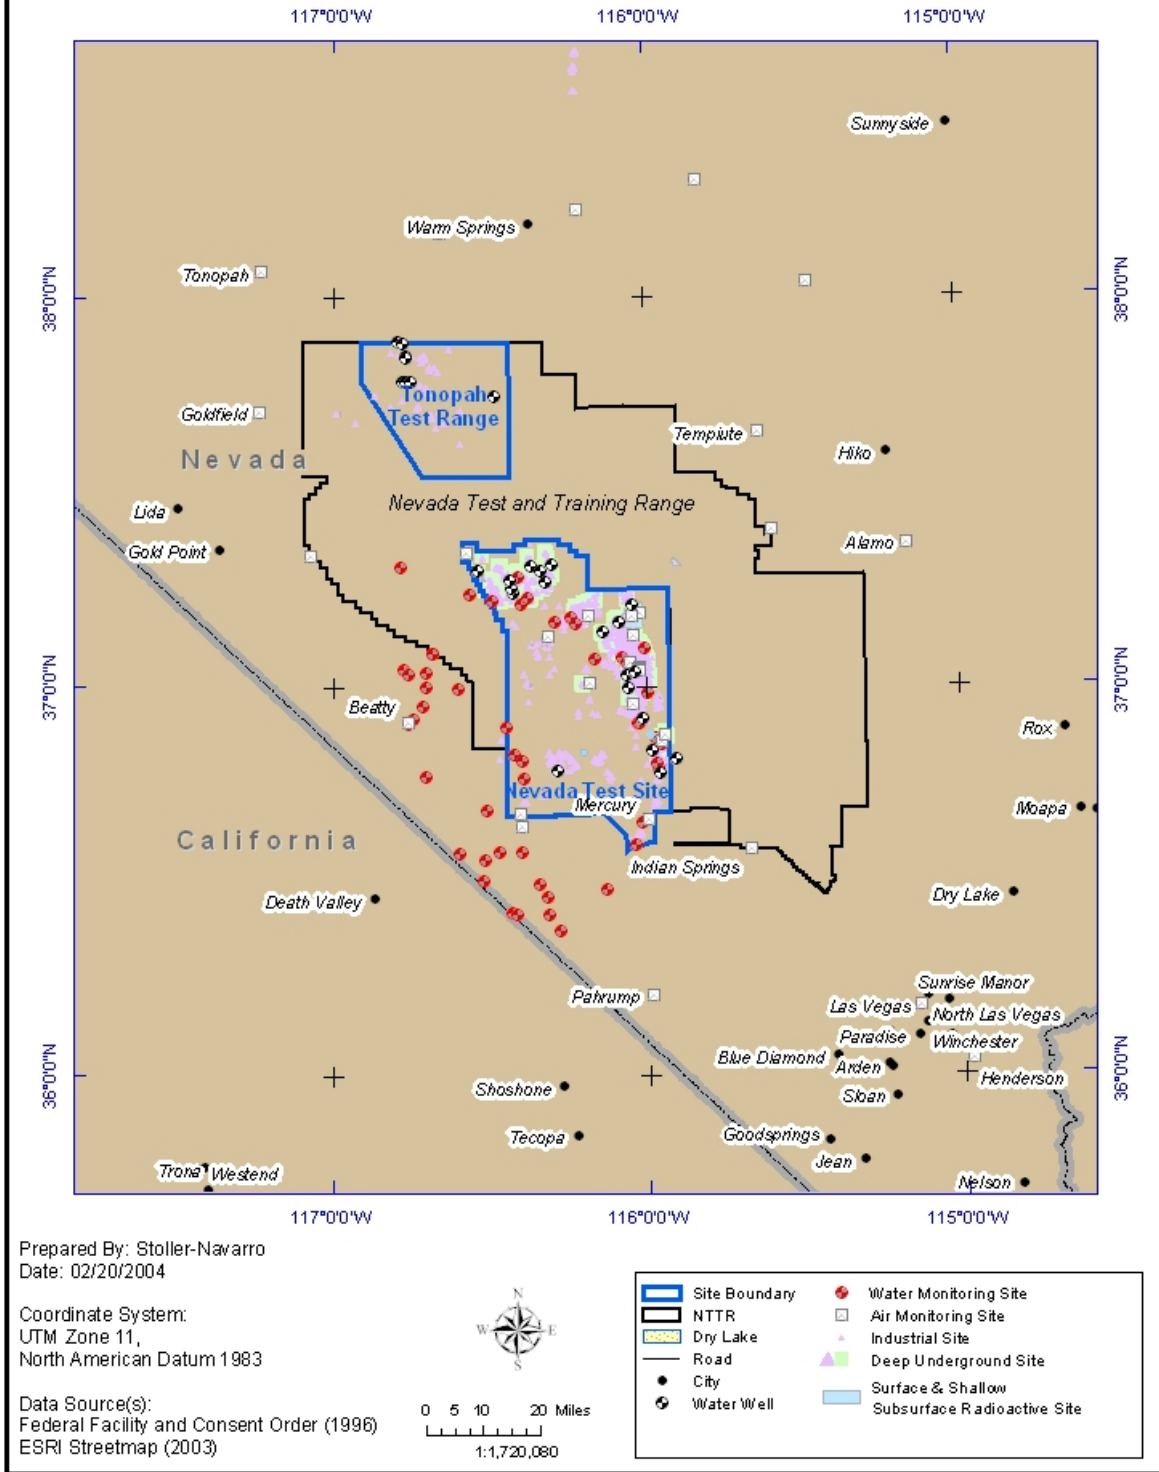 117°0'0"W 116°0'0"W 115°0'0"W
Sunnyside
Warm Springs
Tonopah
38°0'0"N 38°0'0"N
Tonopah
Test Range
Goldfield
Tempiute
Hiko
Nevada
Nevada Test and Training Range
Lida
Gold Point
Alamo
37°0'0"N 37°0'0"N
Beatty
Rox
Nevada Test Site
Mercury
Moapa
California
Indian Springs
Death Valley
Dry Lake
Sunrise Manor
Pahrump
Las Vegas
North Las Vegas
Paradise
Winchester
Blue Diamond
Arden
Henderson
36°0'0"N 36°0'0"N
Shoshone
Sloan
Tecopa
Goodsprings
Jean
Trona Westend
Nelson
117°0'0"W 116°0'0"W 115°0'0"W
Prepared By: Stoller-Navarro
Date: 02/20/2004
Coordinate System:
UTM Zone 11,
North American Datum 1983
Data Source(s):
Federal Facility and Consent Order (1996)
ESRI Streetmap (2003)
N
W E
S
0 5 10 20 Miles
1:1,720,080
Site Boundary
NTTR
Dry Lake
Road
City
Water Well
Water Monitoring Site
Air Monitoring Site
Industrial Site
Deep Underground Site
Surface & Shallow
Subsurface Radioactive Site